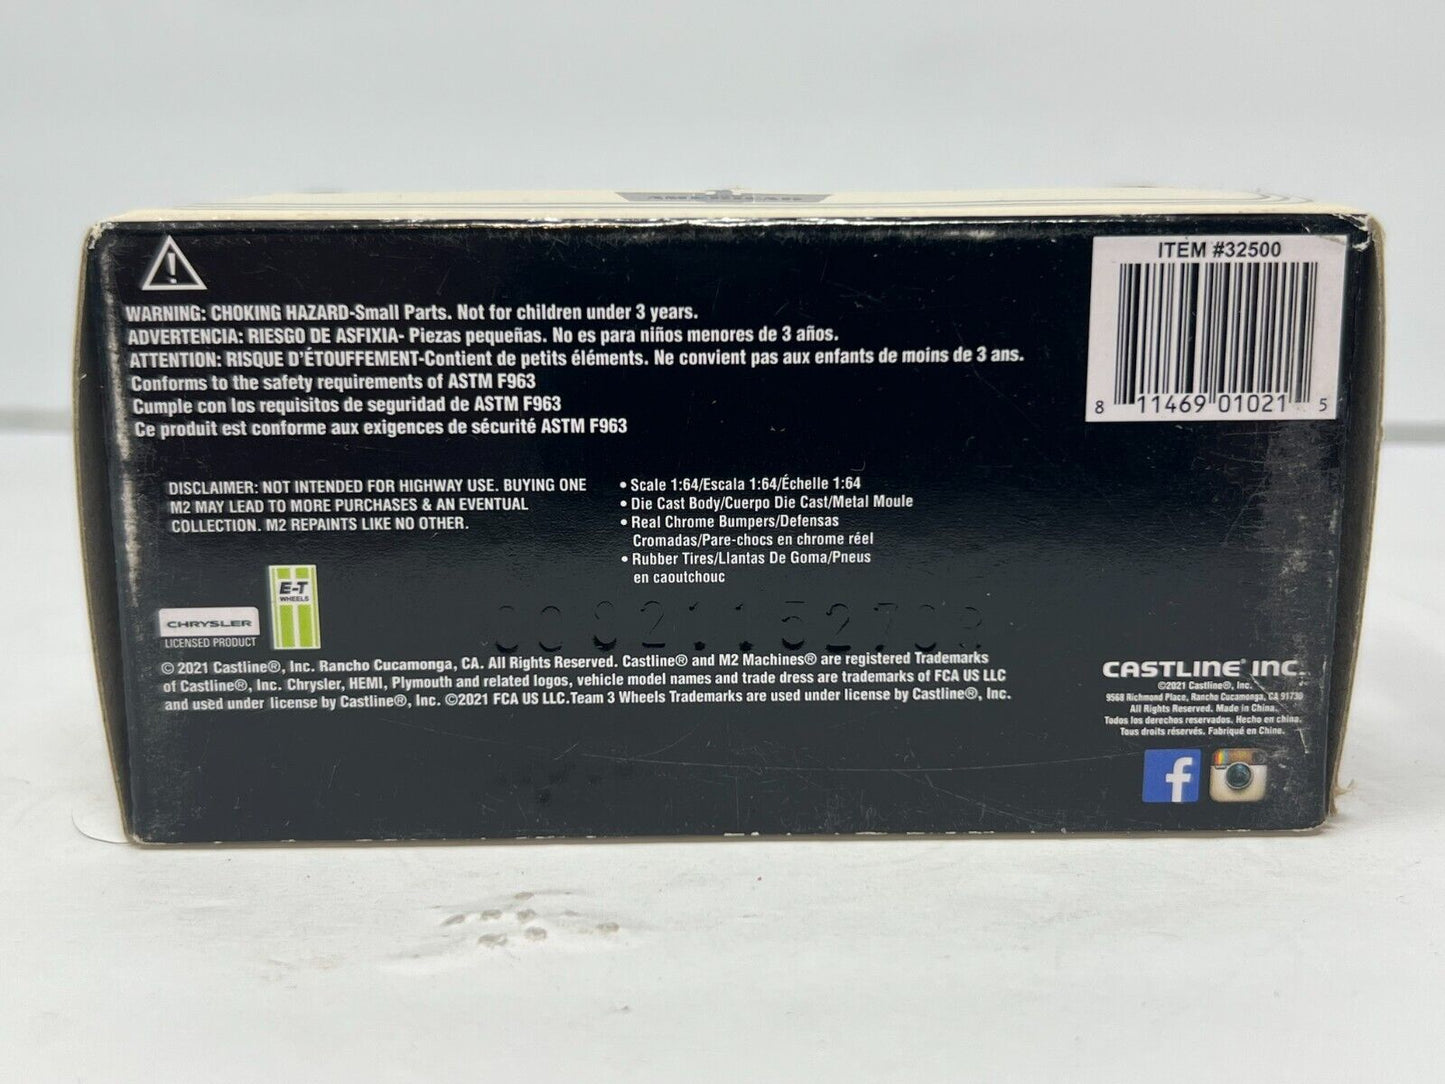 ITEM #32500
8 11469 01021 5
WARNING: CHOKING HAZARD-Small Parts. Not for children under 3 years.
ADVERTENCIA: RIESGO DE ASFIXIA- Piezas pequeñas. No es para niños menores de 3 años.
ATTENTION: RISQUE D'ÉTOUFFEMENT-Contient de petits éléments. Ne convient pas aux enfants de moins de 3 ans.
Conforms to the safety requirements of ASTM F963
Cumple con los requisitos de seguridad de ASTM F963
Ce produit est conforme aux exigences de sécurité ASTM F963
DISCLAIMER: NOT INTENDED FOR HIGHWAY USE. BUYING ONE
M2 MAY LEAD TO MORE PURCHASES & AN EVENTUAL
COLLECTION. M2 REPAINTS LIKE NO OTHER.
• Scale 1:64/Escala 1:64/Échelle 1:64
• Die Cast Body/Cuerpo Die Cast/Metal Moule
• Real Chrome Bumpers/Defensas
Cromadas/Pare-chocs en chrome réel
• Rubber Tires/Llantas De Goma/Pneus
en caoutchouc
E-T
WHEELS
CHRYSLER
LICENSED PRODUCT
© 2021 Castline®, Inc. Rancho Cucamonga, CA. All Rights Reserved. Castline® and M2 Machines® are registered Trademarks
of Castline®, Inc. Chrysler, HEMI, Plymouth and related logos, vehicle model names and trade dress are trademarks of FCA US LLC
and used under license by Castline®, Inc. ©2021 FCA US LLC.Team 3 Wheels Trademarks are used under license by Castline®, Inc.
CASTLINE® INC.
©2021 Castline®, Inc.
9568 Richmond Place, Rancho Cucamonga, CA 91730
All Rights Reserved. Made in China.
Todos los derechos reservados. Hecho en china.
Tous droits réservés. Fabriqué en Chine.